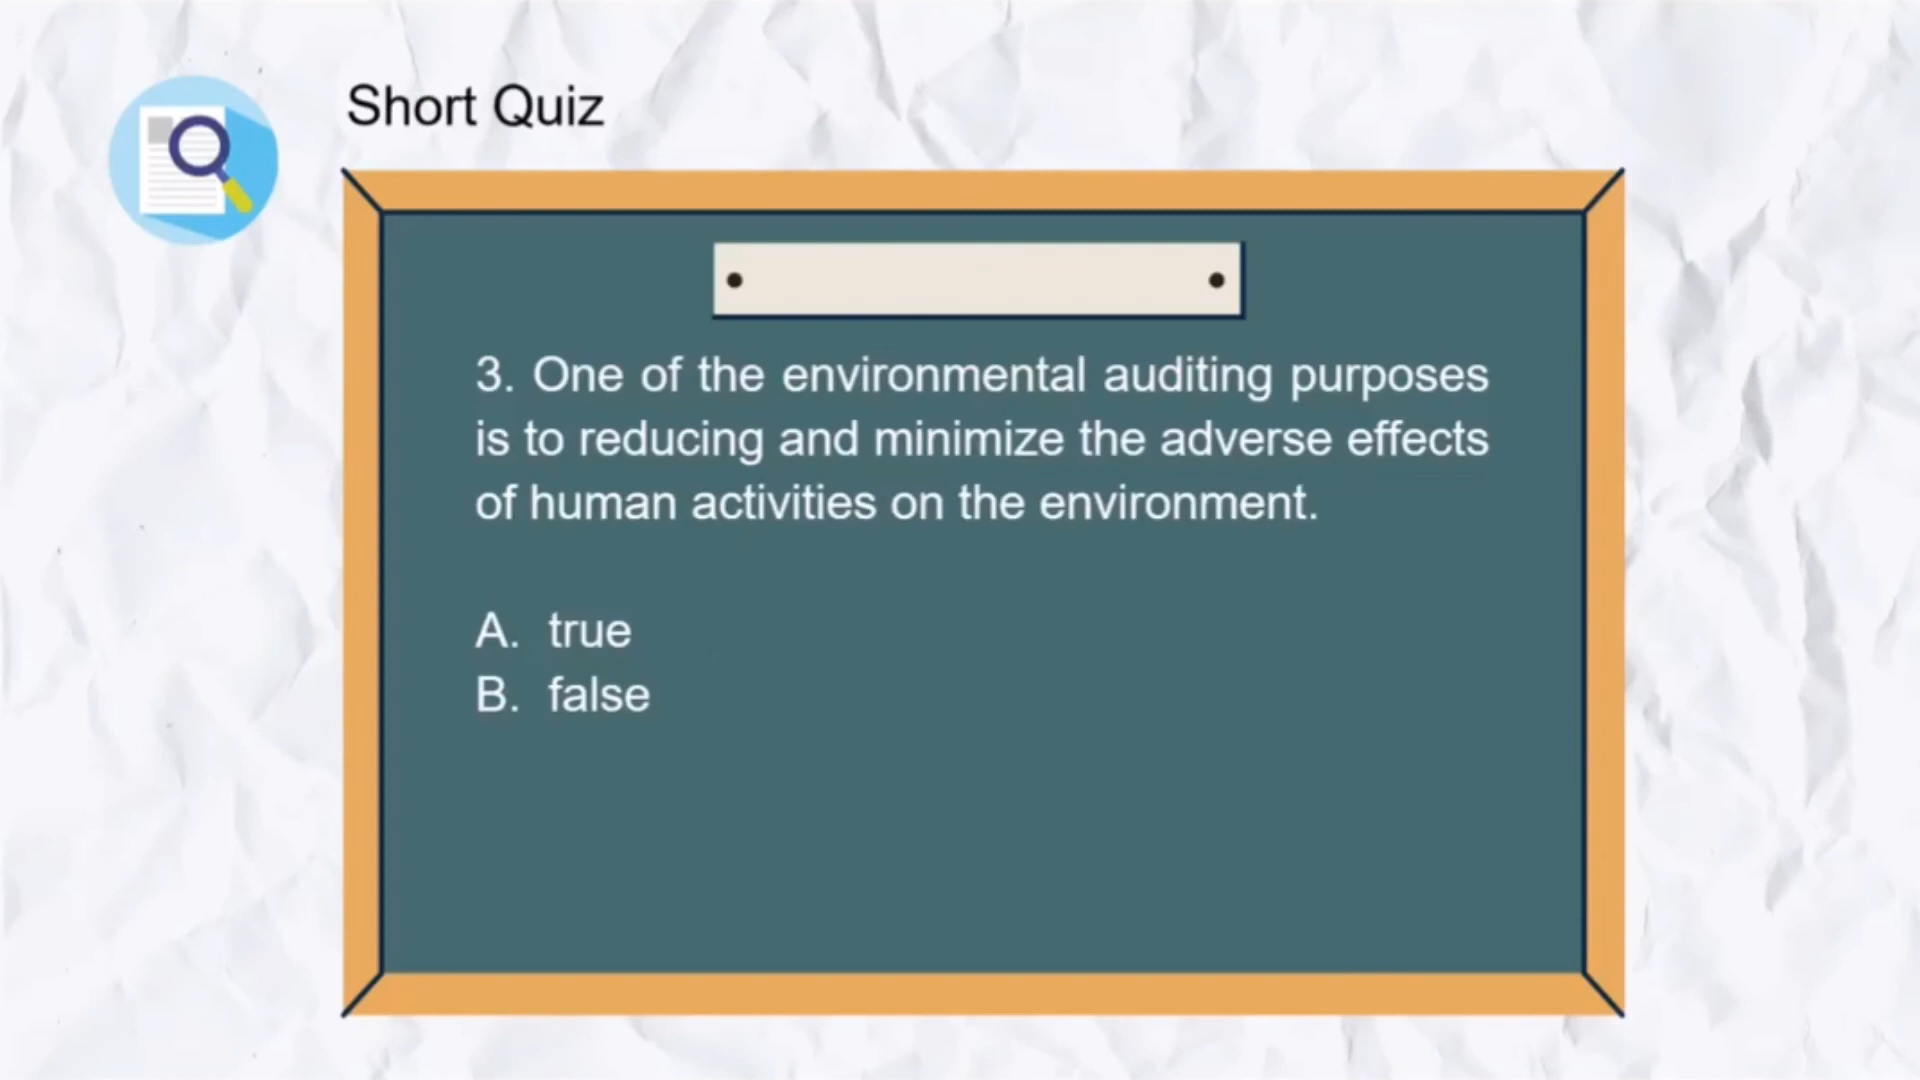 Short Quiz
3. One of the environmental auditing purposes
is to reducing and minimize the adverse effects
of human activities on the environment.
A. true
B. false